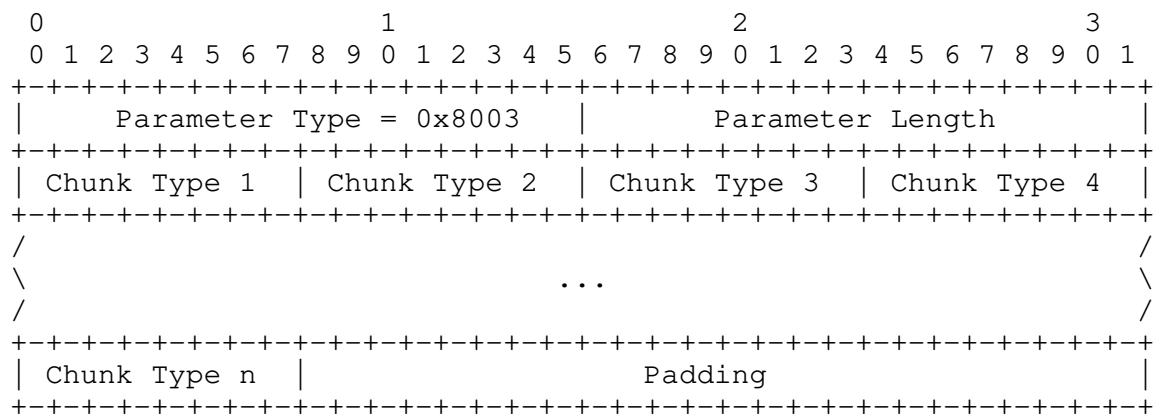 0                   1                   2                   3
 0 1 2 3 4 5 6 7 8 9 0 1 2 3 4 5 6 7 8 9 0 1 2 3 4 5 6 7 8 9 0 1
+-+-+-+-+-+-+-+-+-+-+-+-+-+-+-+-+-+-+-+-+-+-+-+-+-+-+-+-+-+-+-+-+
|     Parameter Type = 0x8003   |       Parameter Length        |
+-+-+-+-+-+-+-+-+-+-+-+-+-+-+-+-+-+-+-+-+-+-+-+-+-+-+-+-+-+-+-+-+
| Chunk Type 1  | Chunk Type 2  | Chunk Type 3  | Chunk Type 4  |
+-+-+-+-+-+-+-+-+-+-+-+-+-+-+-+-+-+-+-+-+-+-+-+-+-+-+-+-+-+-+-+-+
/                                                               /
\                              ...                              \
/                                                               /
+-+-+-+-+-+-+-+-+-+-+-+-+-+-+-+-+-+-+-+-+-+-+-+-+-+-+-+-+-+-+-+-+
| Chunk Type n  |                   Padding                     |
+-+-+-+-+-+-+-+-+-+-+-+-+-+-+-+-+-+-+-+-+-+-+-+-+-+-+-+-+-+-+-+-+